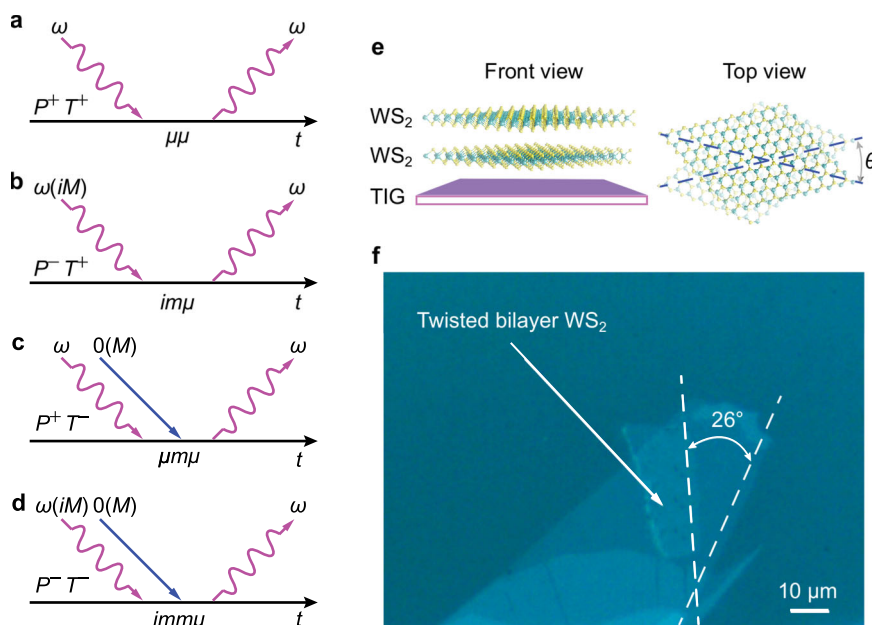 a
ω
ω
P⁺ T⁺
μμ
t
b
ω(iM)
ω
P⁻ T⁺
imμ
t
c
ω
0(M)
ω
P⁺ T⁻
μmμ
t
d
ω(iM) 0(M)
ω
P⁻ T⁻
immμ
t
e
Front view
Top view
WS₂
WS₂
TIG
θ
f
Twisted bilayer WS₂
26°
10 μm